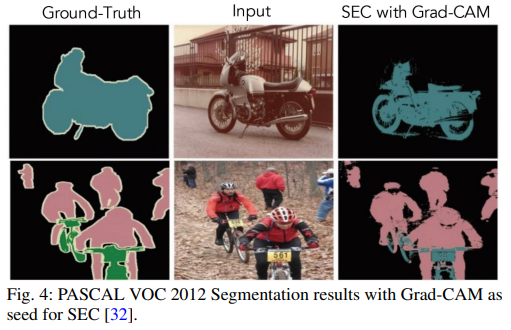 Ground-Truth
Input
SEC with Grad-CAM
561
Fig. 4: PASCAL VOC 2012 Segmentation results with Grad-CAM as
seed for SEC [32].